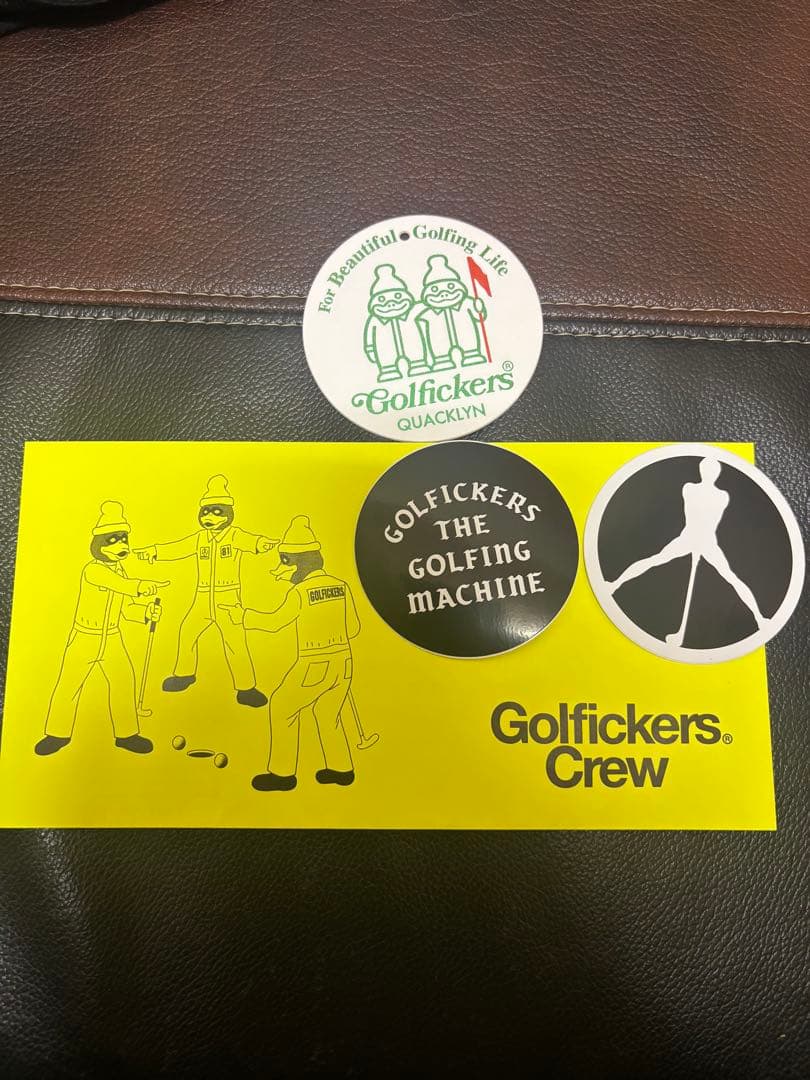 For Beautiful Golfing Life
Golfickers®
QUACKLYN
GOLFICKERS
THE
GOLFING
MACHINE
81
GOLFICKERS
Golfickers®
Crew